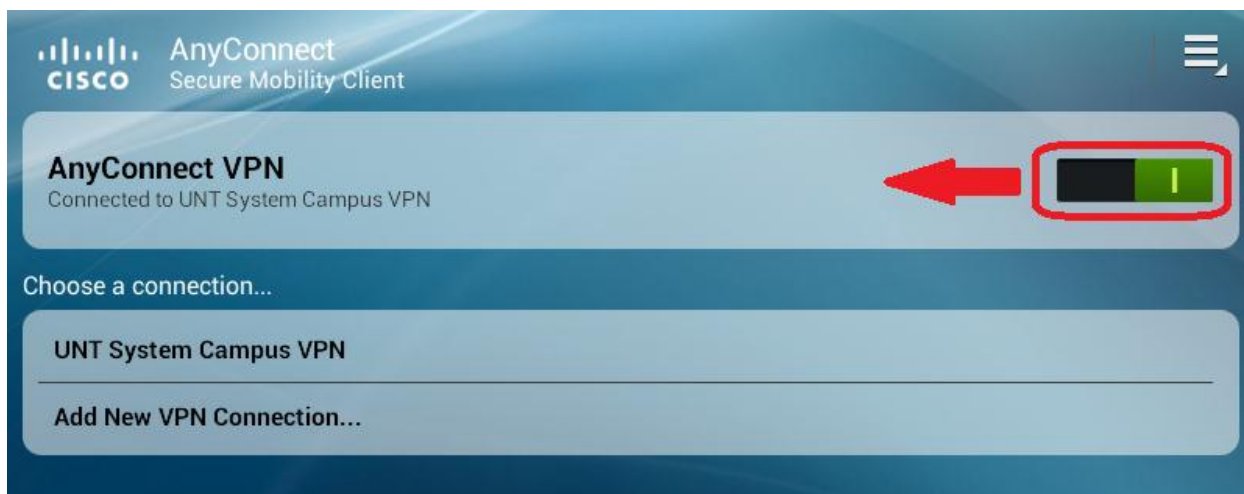 CISCO
AnyConnect
Secure Mobility Client
AnyConnect VPN
Connected to UNT System Campus VPN
Choose a connection...
UNT System Campus VPN
Add New VPN Connection...